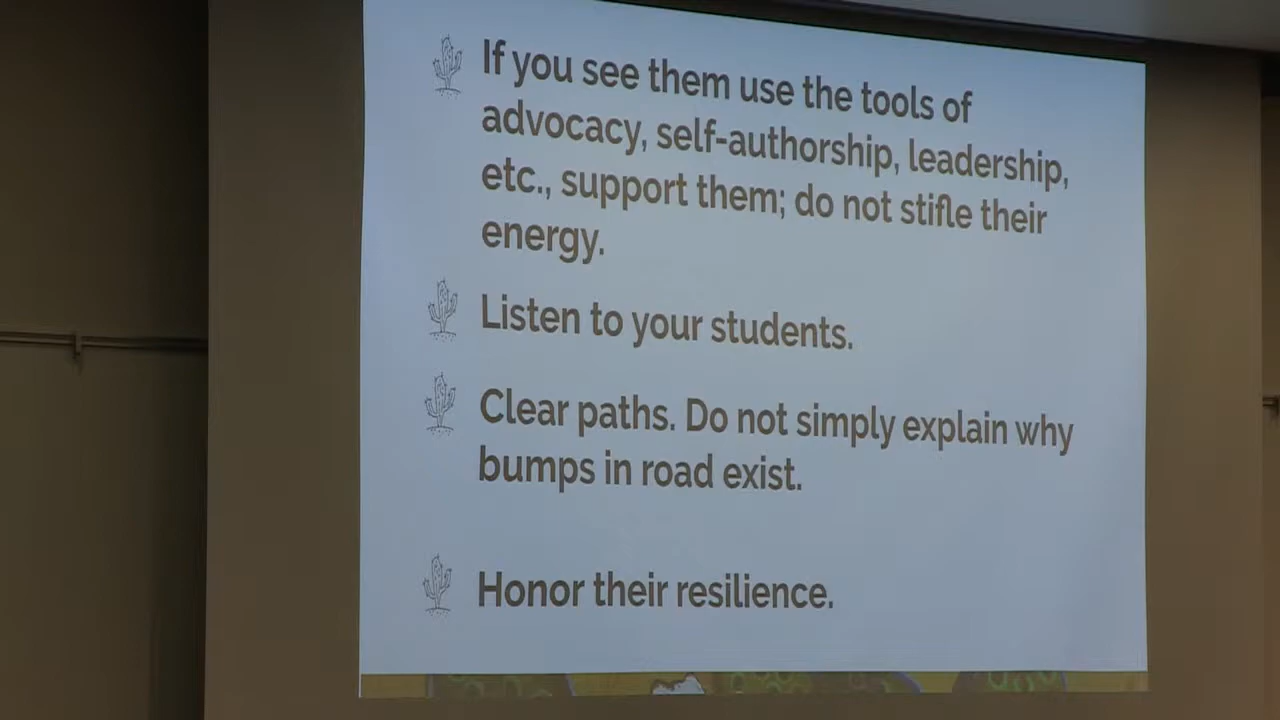 If you see them use the tools of
advocacy, self-authorship, leadership,
etc., support them; do not stifle their
energy.
Listen to your students.
Clear paths. Do not simply explain why
bumps in road exist.
Honor their resilience.